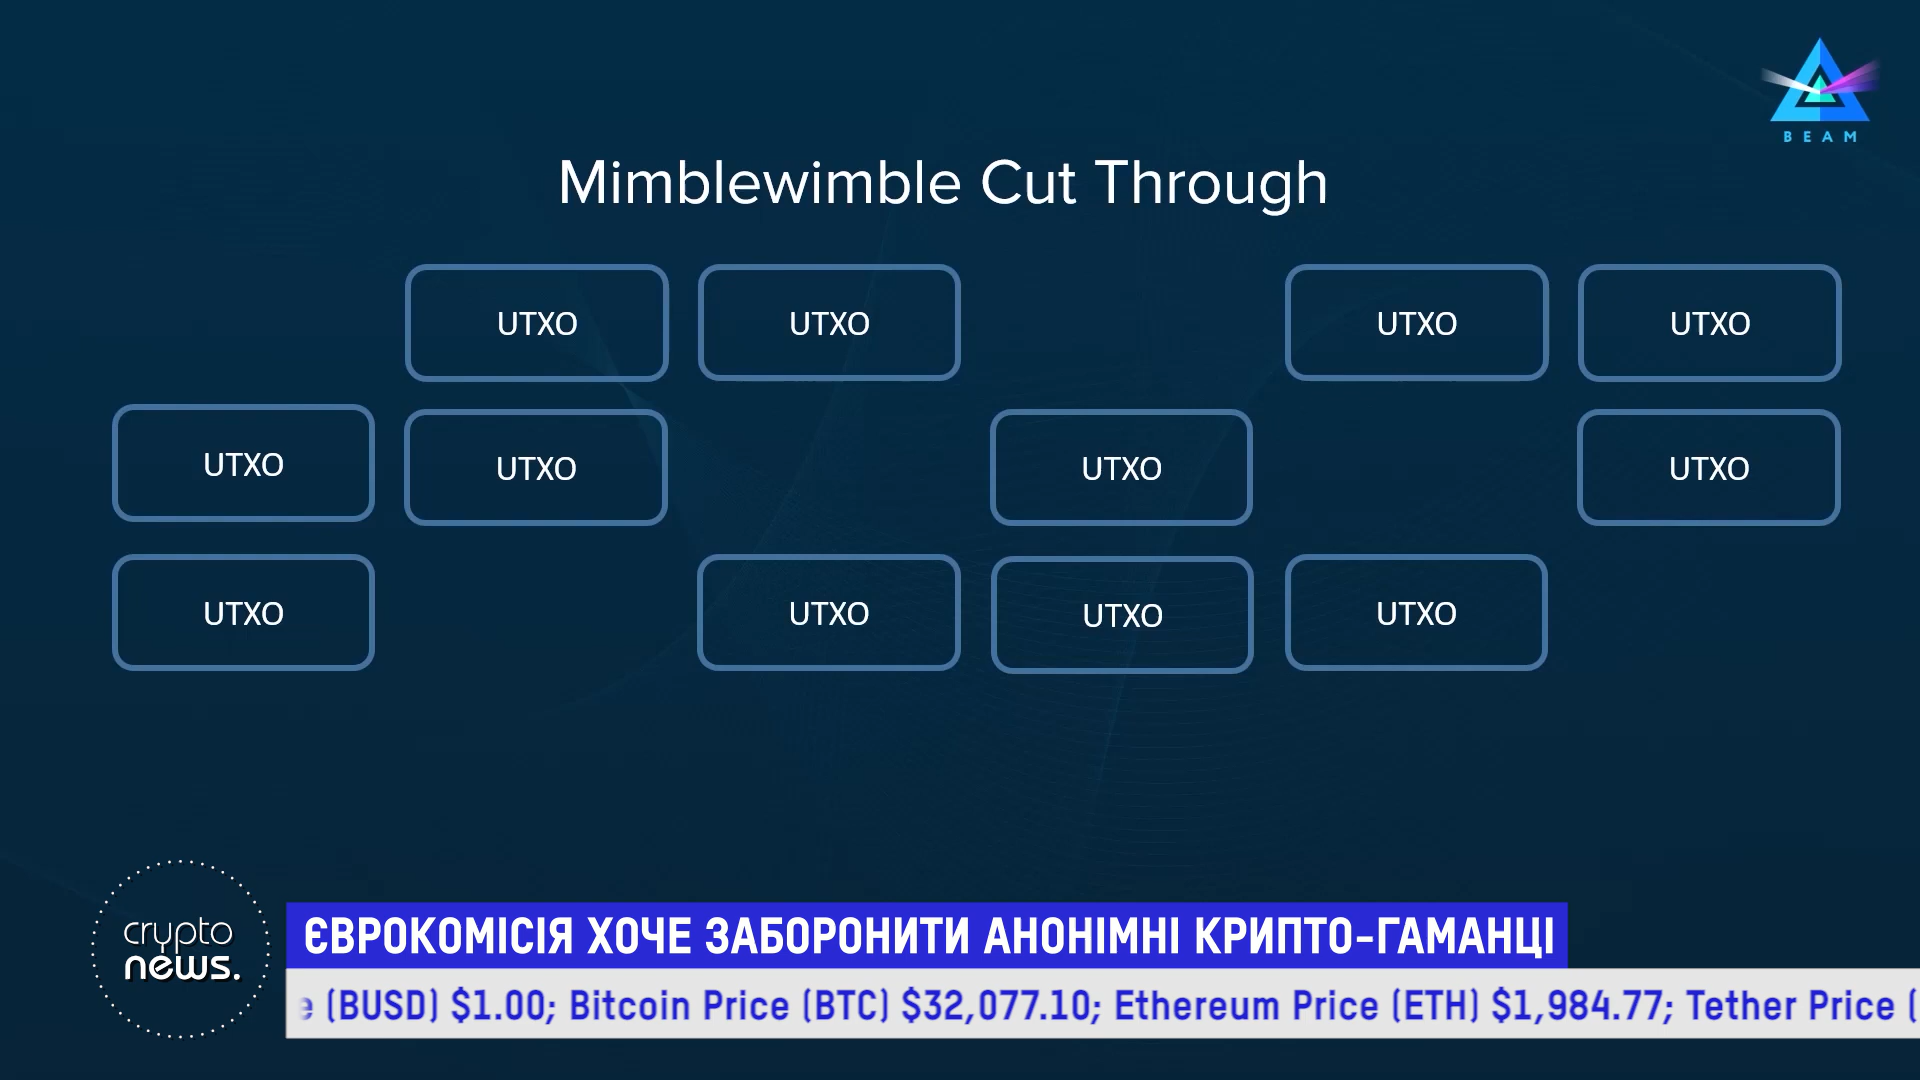 BEAM
Mimblewimble Cut Through
UTXO UTXO UTXO UTXO
UTXO UTXO UTXO UTXO
UTXO UTXO UTXO UTXO
crypto
news.
ЄВРОКОМІСІЯ ХОЧЕ ЗАБОРОНИТИ АНОНІМНІ КРИПТО-ГАМАНЦІ
e (BUSD) $1.00; Bitcoin Price (BTC) $32,077.10; Ethereum Price (ETH) $1,984.77; Tether Price (